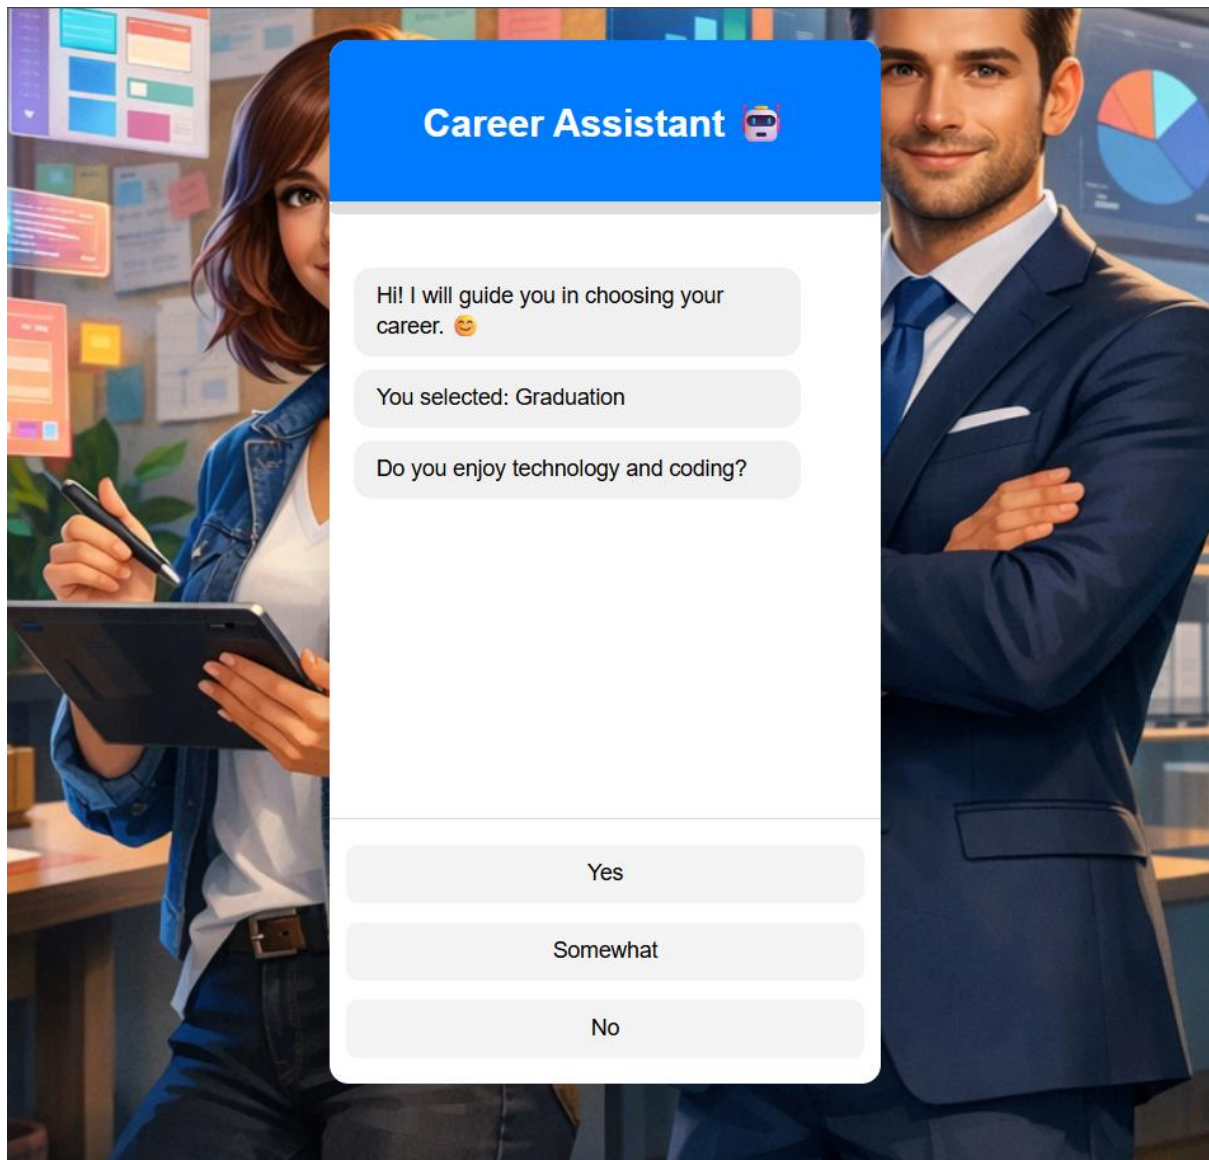 Career Assistant 🤖
Hi! I will guide you in choosing your
career. 😊
You selected: Graduation
Do you enjoy technology and coding?
Yes
Somewhat
No